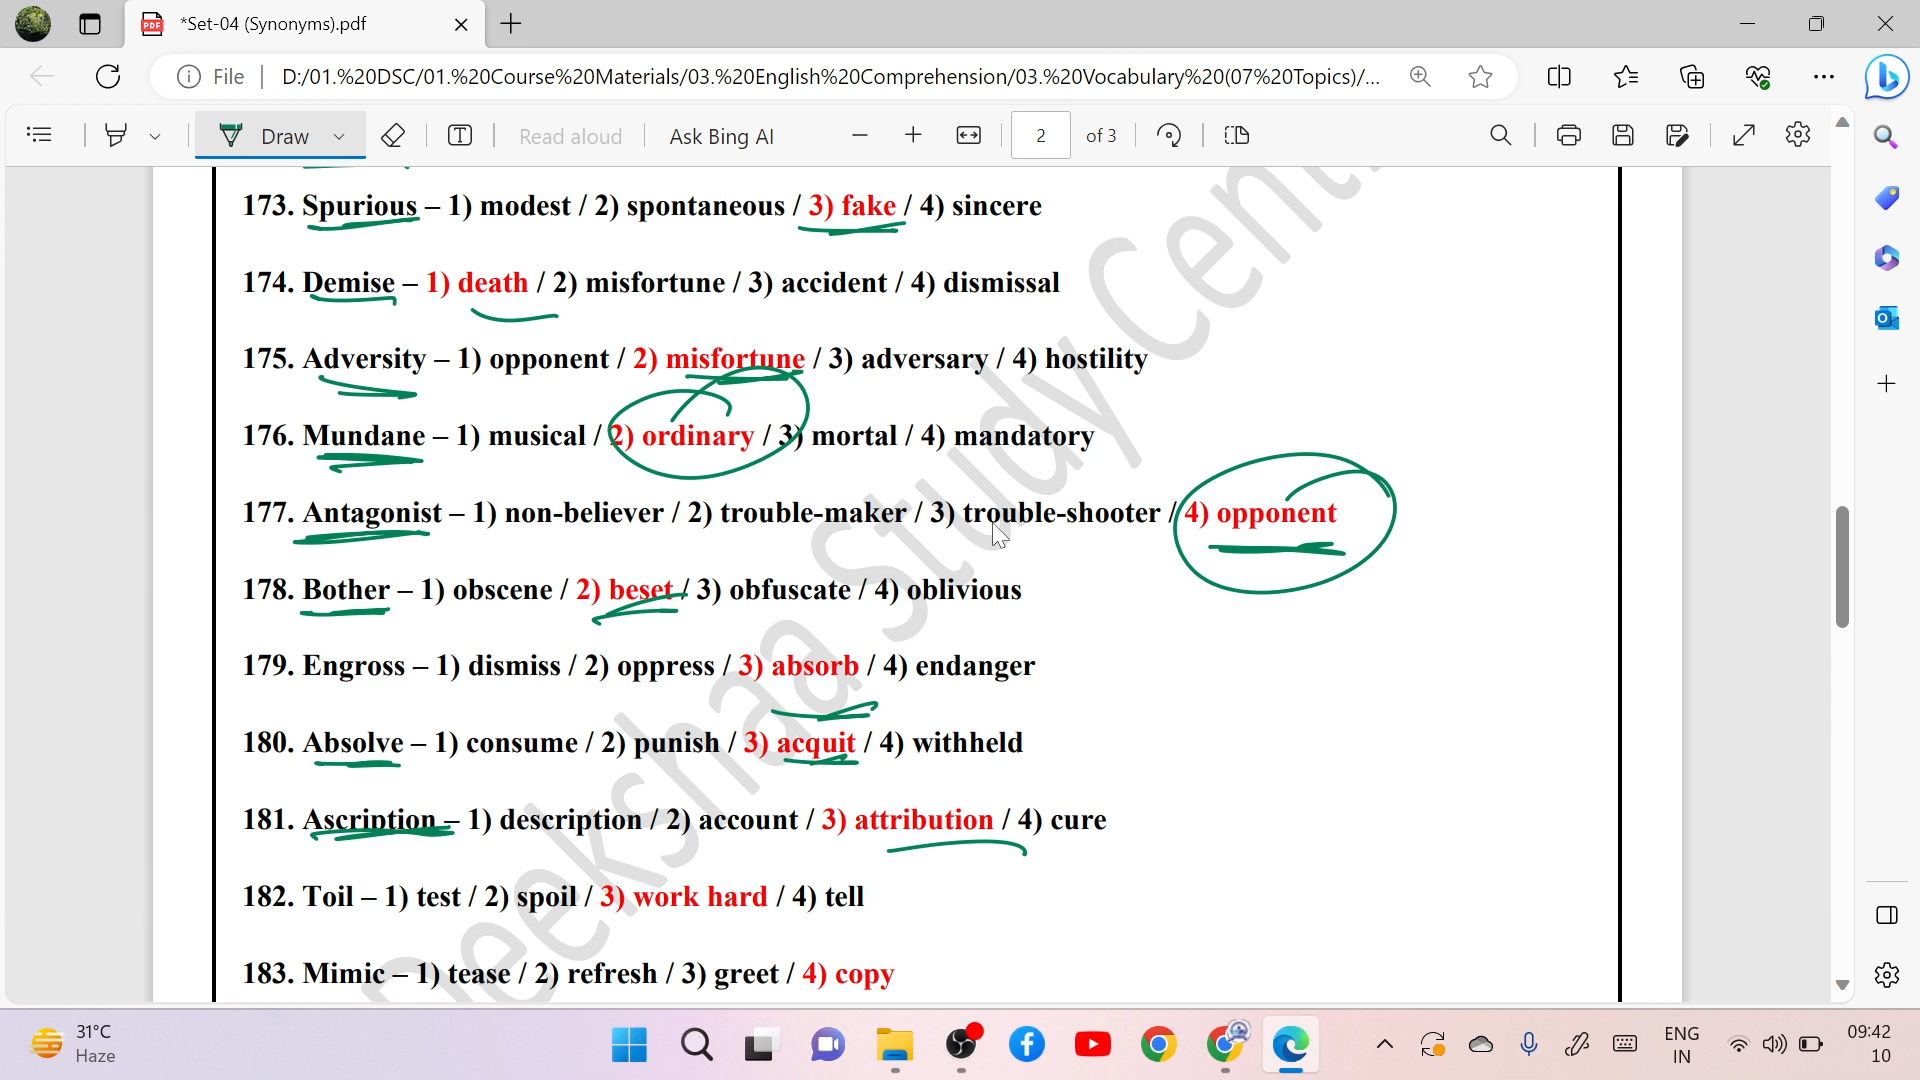 *Set-04 (Synonyms).pdf
File D:/01.%20DSC/01.%20Course%20Materials/03.%20English%20Comprehension/03.%20Vocabulary%20(07%20Topics)/...
Draw Read aloud Ask Bing AI 2 of 3
173. Spurious – 1) modest / 2) spontaneous / 3) fake / 4) sincere
174. Demise – 1) death / 2) misfortune / 3) accident / 4) dismissal
175. Adversity – 1) opponent / 2) misfortune / 3) adversary / 4) hostility
176. Mundane – 1) musical / 2) ordinary / 3) mortal / 4) mandatory
177. Antagonist – 1) non-believer / 2) trouble-maker / 3) trouble-shooter / 4) opponent
178. Bother – 1) obscene / 2) beset / 3) obfuscate / 4) oblivious
179. Engross – 1) dismiss / 2) oppress / 3) absorb / 4) endanger
180. Absolve – 1) consume / 2) punish / 3) acquit / 4) withheld
181. Ascription – 1) description / 2) account / 3) attribution / 4) cure
182. Toil – 1) test / 2) spoil / 3) work hard / 4) tell
183. Mimic – 1) tease / 2) refresh / 3) greet / 4) copy
Deekshaa Study Cent
31°C
Haze
ENG
IN
09:42
10